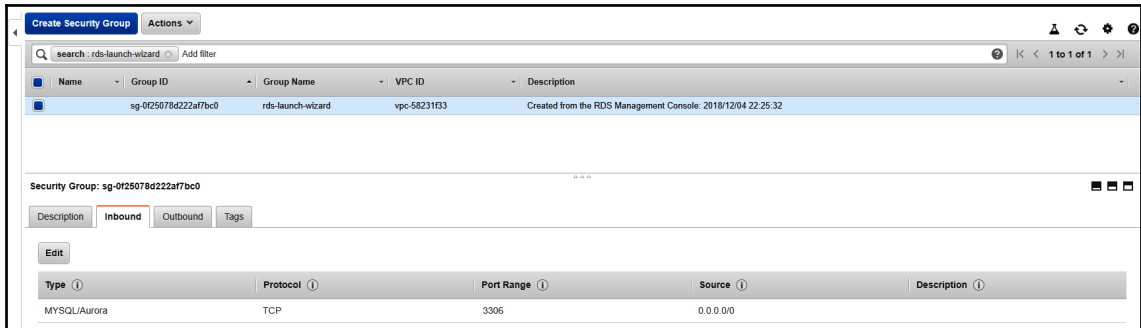 Create Security Group Actions
search : rds-launch-wizard Add filter 1 to 1 of 1
Name Group ID Group Name VPC ID Description
sg-0f25078d222af7bc0 rds-launch-wizard vpc-58231f33 Created from the RDS Management Console: 2018/12/04 22:25:32
Security Group: sg-0f25078d222af7bc0
Description Inbound Outbound Tags
Edit
Type Protocol Port Range Source Description
MYSQL/Aurora TCP 3306 0.0.0.0/0